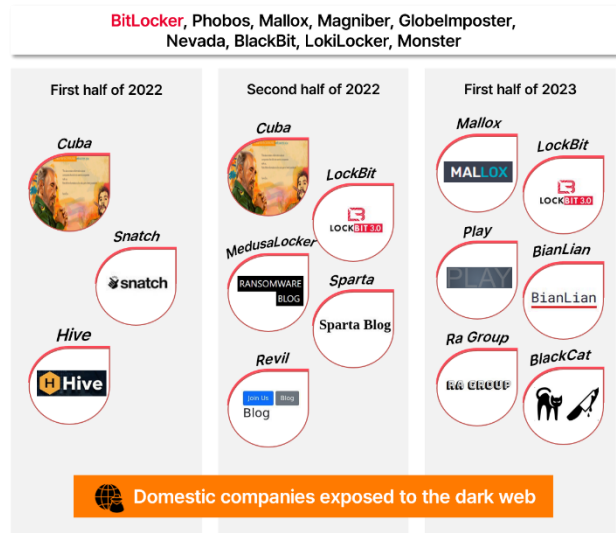 BitLocker, Phobos, Mallox, Magniber, GlobeImposter,
Nevada, BlackBit, LokiLocker, Monster
First half of 2022
Cuba
Snatch
snatch
Hive
Hive
Second half of 2022
Cuba
LockBit
LOCKBIT 3.0
MedusaLocker
RANSOMWARE
BLOG
Sparta
Sparta Blog
Revil
Join Us Blog
Blog
First half of 2023
Mallox
MALLOX
LockBit
LOCKBIT 3.0
Play
PLAY
BianLian
BianLian
Ra Group
RA GROUP
BlackCat
Domestic companies exposed to the dark web